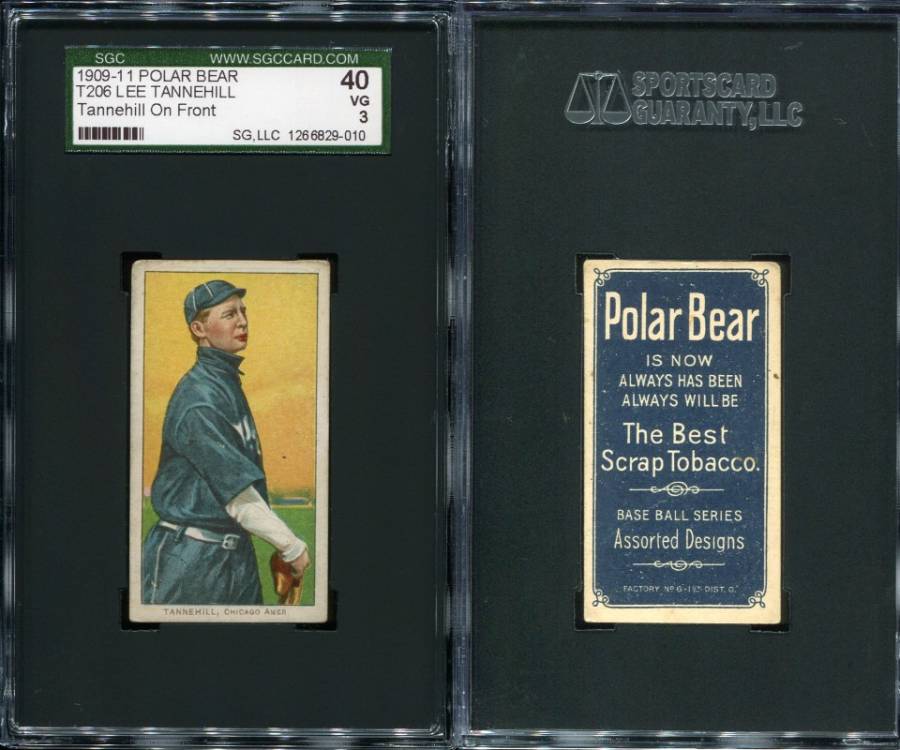 SGC WWW.SGCCARD.COM
1909-11 POLAR BEAR 40
T206 LEE TANNEHILL VG
Tannehill On Front 3
SG,LLC 1266829-010
TANNEHILL, CHICAGO AMER
SPORTSCARD
GUARANTY, LLC
Polar Bear
IS NOW
ALWAYS HAS BEEN
ALWAYS WILL BE
The Best
Scrap Tobacco.
BASE BALL SERIES
Assorted Designs
FACTORY Nº 6-1ST DIST. O.